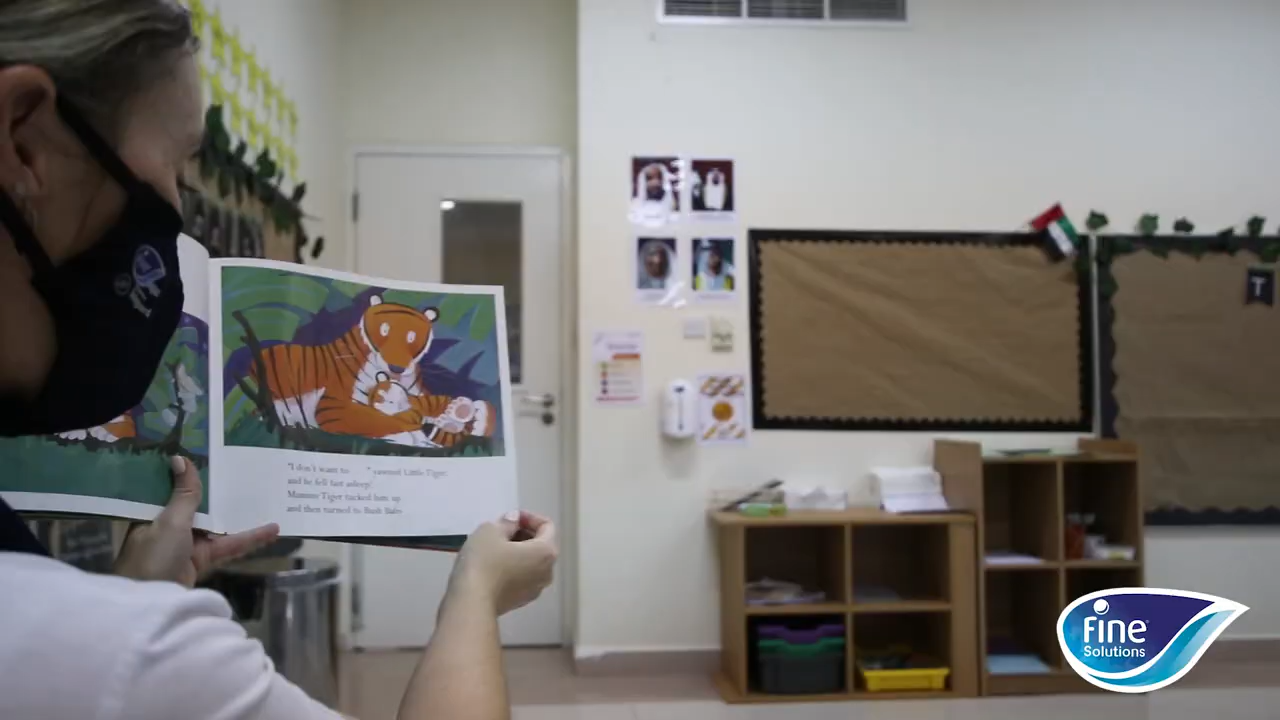 "I don't want to " yawned Little Tiger.
and he fell fast asleep!
Mummy Tiger tucked him up
and then turned to Bush Baby
T
fine
Solutions